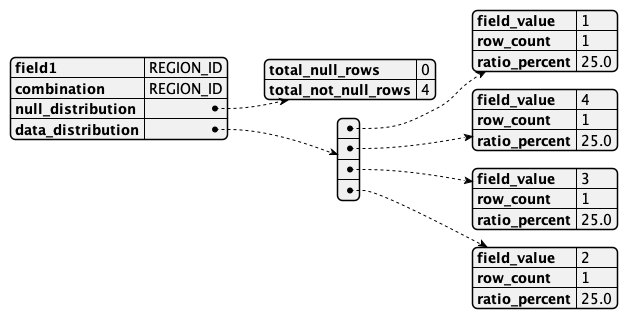 field1 REGION_ID
combination REGION_ID
null_distribution
data_distribution
total_null_rows 0
total_not_null_rows 4
field_value 1
row_count 1
ratio_percent 25.0
field_value 4
row_count 1
ratio_percent 25.0
field_value 3
row_count 1
ratio_percent 25.0
field_value 2
row_count 1
ratio_percent 25.0